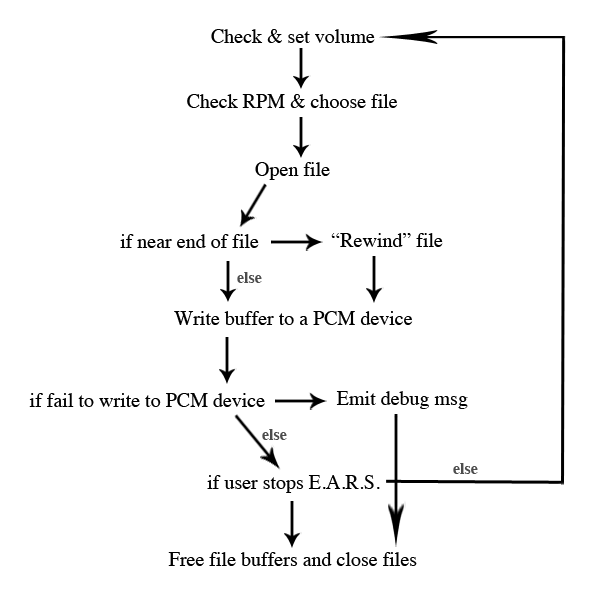 Check & set volume
Check RPM & choose file
Open file
if near end of file
“Rewind” file
else
Write buffer to a PCM device
if fail to write to PCM device
Emit debug msg
else
if user stops E.A.R.S.
else
Free file buffers and close files